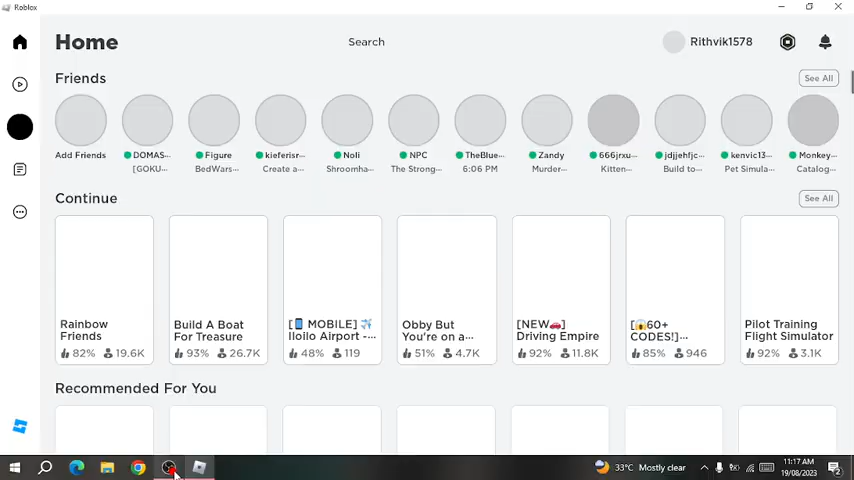 Roblox
Home
Search
Rithvik1578
Friends
See All
Add Friends
DOMAS...
[GOKU...
Figure
BedWars...
kieferisr...
Create a...
Noli
Shroomha...
NPC
The Strong...
TheBlue...
6:06 PM
Zandy
Murder...
666jrxu...
Kitten...
jdjjehfjc...
Build to...
kenvic13...
Pet Simula...
Monkey...
Catalog...
Continue
See All
Rainbow
Friends
82% 19.6K
Build A Boat
For Treasure
93% 26.7K
[📱 MOBILE] ✈️
Iloilo Airport -...
48% 119
Obby But
You're on a...
51% 4.7K
[NEW🚗]
Driving Empire
92% 11.8K
[😱60+
CODES!]...
85% 946
Pilot Training
Flight Simulator
92% 3.1K
Recommended For You
33°C Mostly clear
11:17 AM
19/08/2023
2